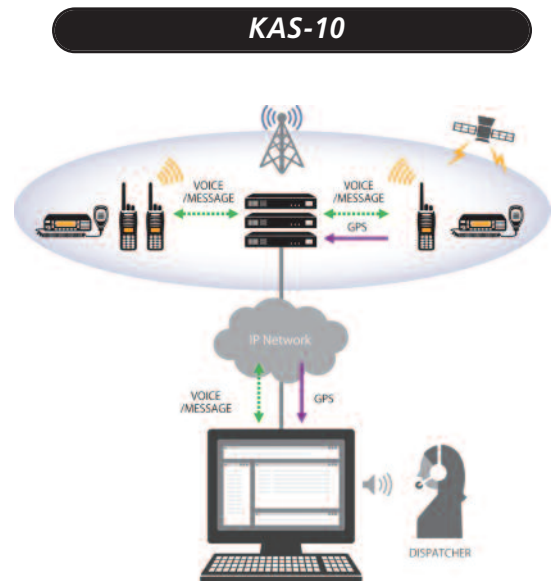 KAS-10
VOICE
/MESSAGE
VOICE
/MESSAGE
GPS
IP Network
VOICE
/MESSAGE
GPS
DISPATCHER